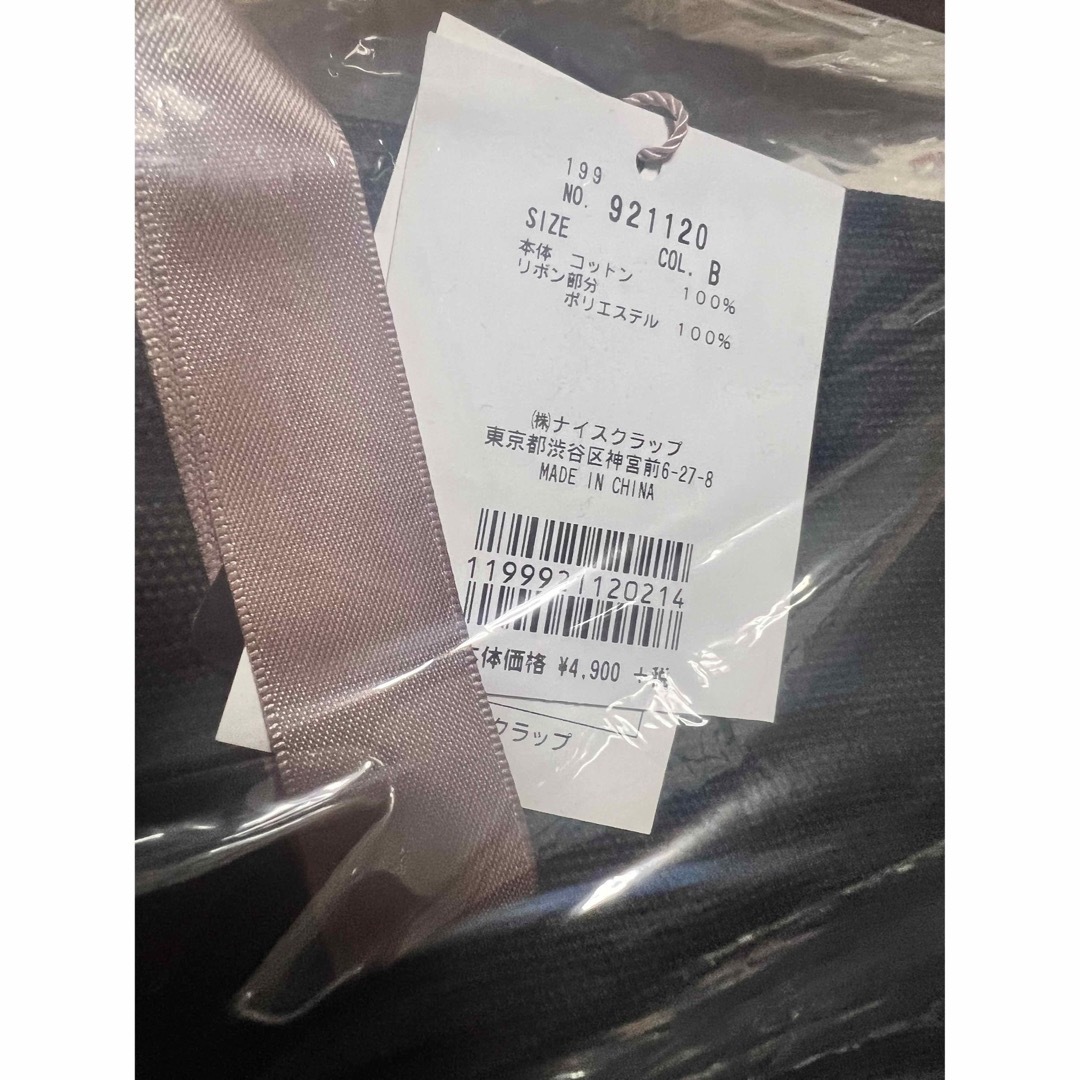 199
NO. 921120
SIZE COL. B
本体 コットン 100%
リボン部分
ポリエステル 100%
㈱ナイスクラップ
東京都渋谷区神宮前6-27-8
MADE IN CHINA
1199921120214
体価格 ¥4,900 +税
クラップ